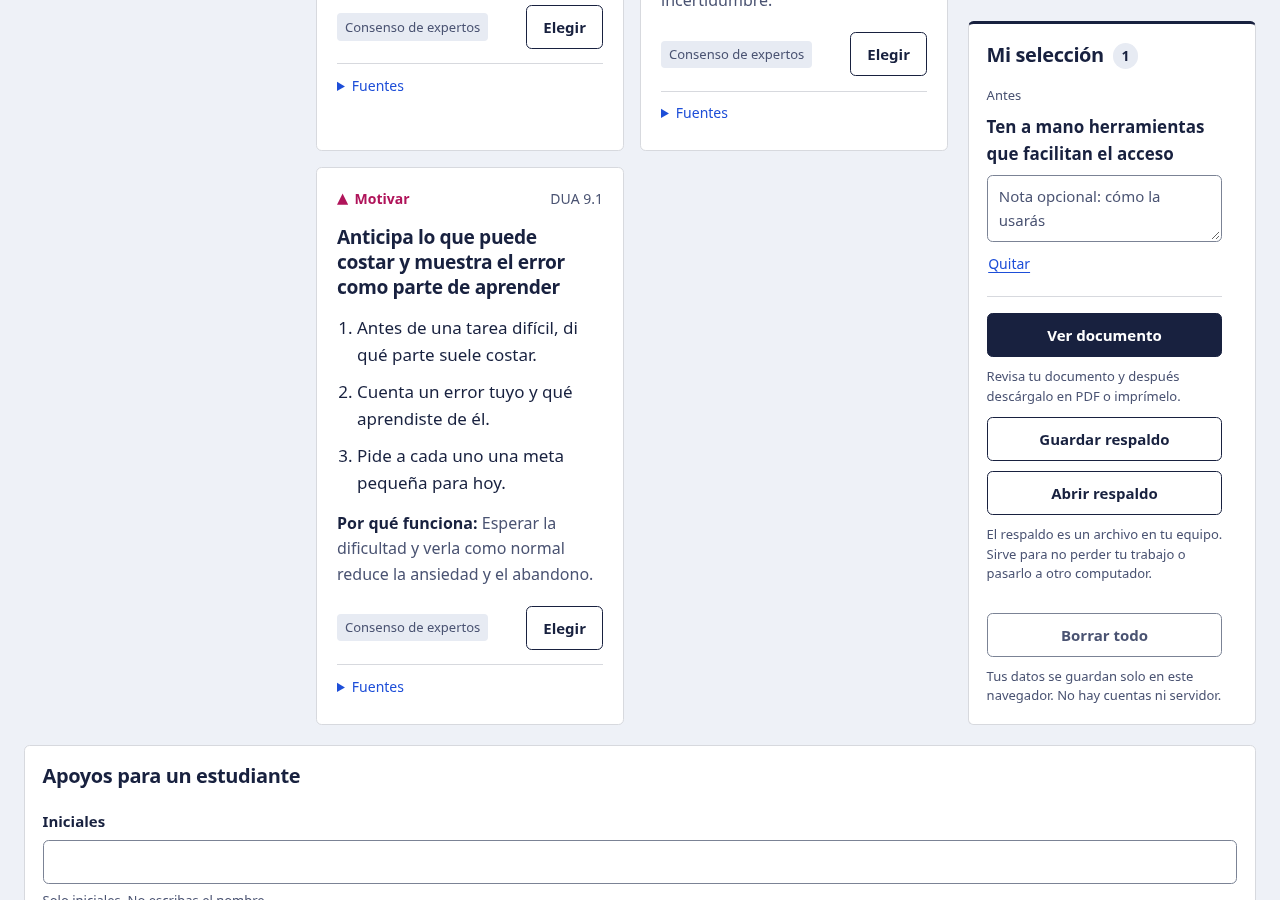 Consenso de expertos
Elegir
Fuentes
incertidumbre.
Consenso de expertos
Elegir
Fuentes
Motivar
DUA 9.1
Anticipa lo que puede
costar y muestra el error
como parte de aprender
1. Antes de una tarea difícil, di
qué parte suele costar.
2. Cuenta un error tuyo y qué
aprendiste de él.
3. Pide a cada uno una meta
pequeña para hoy.
Por qué funciona: Esperar la
dificultad y verla como normal
reduce la ansiedad y el abandono.
Consenso de expertos
Elegir
Fuentes
Mi selección 1
Antes
Ten a mano herramientas
que facilitan el acceso
Nota opcional: cómo la
usarás
Quitar
Ver documento
Revisa tu documento y después
descárgalo en PDF o imprímelo.
Guardar respaldo
Abrir respaldo
El respaldo es un archivo en tu equipo.
Sirve para no perder tu trabajo o
pasarlo a otro computador.
Borrar todo
Tus datos se guardan solo en este
navegador. No hay cuentas ni servidor.
Apoyos para un estudiante
Iniciales
Solo iniciales. No escribas el nombre.